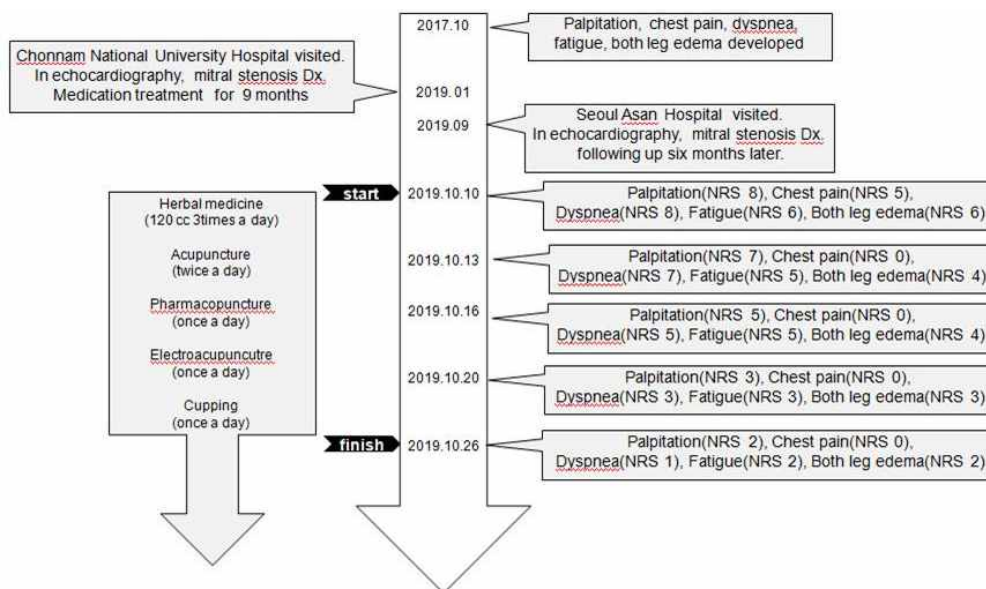 2017.10
Palpitation, chest pain, dyspnea,
fatigue, both leg edema developed
Chonnam National University Hospital visited.
In echocardiography, mitral stenosis Dx.
Medication treatment for 9 months
2019.01
2019.09
Seoul Asan Hospital visited.
In echocardiography, mitral stenosis Dx.
following up six months later.
start
2019.10.10
Palpitation(NRS 8), Chest pain(NRS 5),
Dyspnea(NRS 8), Fatigue(NRS 6), Both leg edema(NRS 6)
Herbal medicine
(120 cc 3times a day)
Acupuncture
(twice a day)
Pharmacopuncture
(once a day)
Electroacupuncutre
(once a day)
Cupping
(once a day)
2019.10.13
Palpitation(NRS 7), Chest pain(NRS 0),
Dyspnea(NRS 7), Fatigue(NRS 5), Both leg edema(NRS 4)
2019.10.16
Palpitation(NRS 5), Chest pain(NRS 0),
Dyspnea(NRS 5), Fatigue(NRS 5), Both leg edema(NRS 4)
2019.10.20
Palpitation(NRS 3), Chest pain(NRS 0),
Dyspnea(NRS 3), Fatigue(NRS 3), Both leg edema(NRS 3)
finish
2019.10.26
Palpitation(NRS 2), Chest pain(NRS 0),
Dyspnea(NRS 1), Fatigue(NRS 2), Both leg edema(NRS 2)